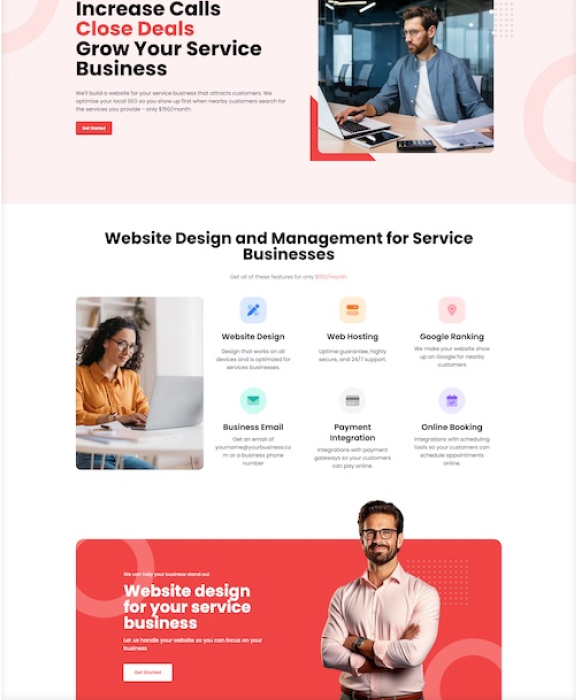 Increase Calls
Close Deals
Grow Your Service
Business
We'll build a website for your service business that attracts customers. We
optimize your local SEO so you show up first when nearby customers search for
the services you provide - only $150/month.
Get Started
Website Design and Management for Service
Businesses
Get all of these features for only $150/month.
Website Design
Design that works on all
devices and is optimized for
services businesses.
Web Hosting
Uptime guarantee, highly
secure, and 24/7 support.
Google Ranking
We make your website show
up on Google for nearby
customers
Business Email
Get an email of
yourname@yourbusiness.co
m or a business phone
number
Payment
Integration
Integrations with payment
gateways so your customers
can pay online.
Online Booking
Integrations with scheduling
tools so your customers can
schedule appointments
online.
We can help your business stand out
Website design
for your service
business
Let us handle your website so you can focus on your
business
Get Started